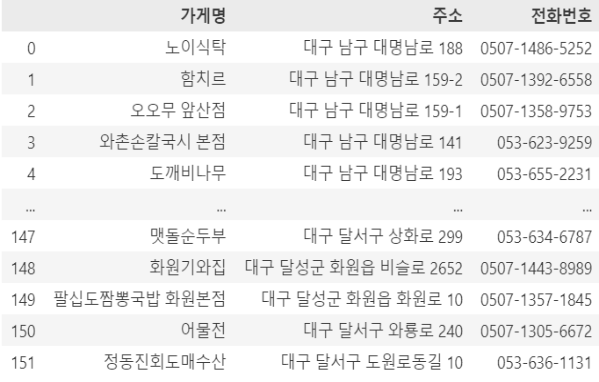 가게명 주소 전화번호
0 노이식탁 대구 남구 대명남로 188 0507-1486-5252
1 함치르 대구 남구 대명남로 159-2 0507-1392-6558
2 오오무 앞산점 대구 남구 대명남로 159-1 0507-1358-9753
3 와촌손칼국시 본점 대구 남구 대명남로 141 053-623-9259
4 도깨비나무 대구 남구 대명남로 193 053-655-2231
... ... ... ...
147 맷돌순두부 대구 달서구 상화로 299 053-634-6787
148 화원기와집 대구 달성군 화원읍 비슬로 2652 0507-1443-8989
149 팔십도짬뽕국밥 화원본점 대구 달성군 화원읍 화원로 10 0507-1357-1845
150 어물전 대구 달서구 와룡로 240 0507-1305-6672
151 정동진회도매수산 대구 달서구 도원로동길 10 053-636-1131